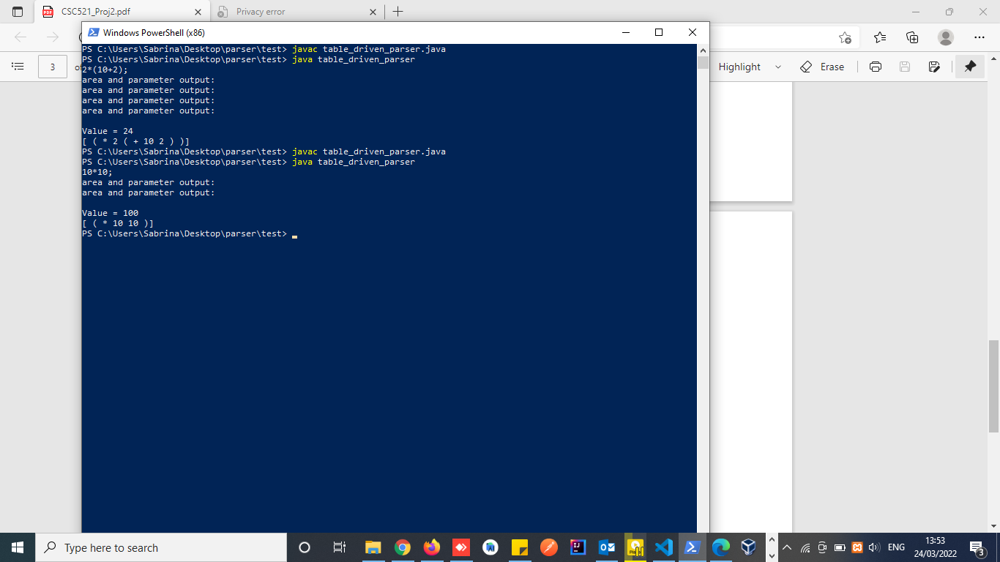 CSC521_Proj2.pdf
Privacy error
Windows PowerShell (x86)
3
Highlight
Erase
PS C:\Users\Sabrina\Desktop\parser\test> javac table_driven_parser.java
PS C:\Users\Sabrina\Desktop\parser\test> java table_driven_parser
2*(10+2);
area and parameter output:
area and parameter output:
area and parameter output:
area and parameter output:
Value = 24
[ ( * 2 ( + 10 2 ) )]
PS C:\Users\Sabrina\Desktop\parser\test> javac table_driven_parser.java
PS C:\Users\Sabrina\Desktop\parser\test> java table_driven_parser
10*10;
area and parameter output:
area and parameter output:
Value = 100
[ ( * 10 10 )]
PS C:\Users\Sabrina\Desktop\parser\test>
Type here to search
ENG
13:53
24/03/2022
3